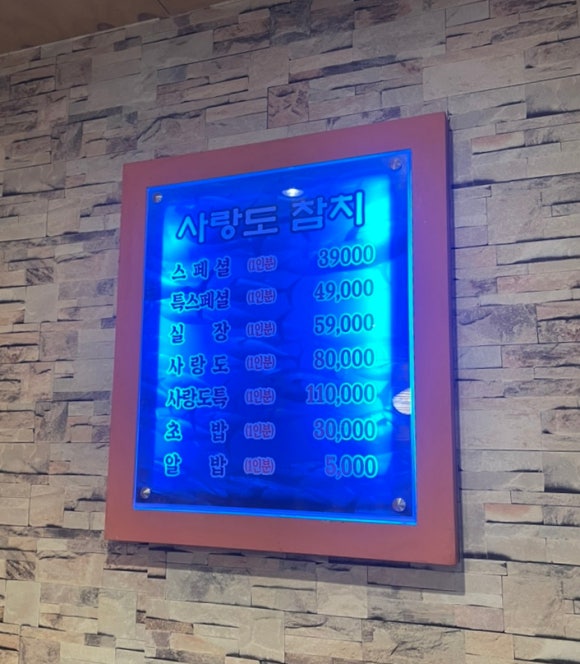 사랑도 참치
스페셜 (1인분) 39000
특스페셜 (1인분) 49,000
실 장 (1인분) 59,000
사랑도 (1인분) 80,000
사랑도특 (1인분) 110,000
초 밥 (1인분) 30,000
알 밥 (1인분) 5,000